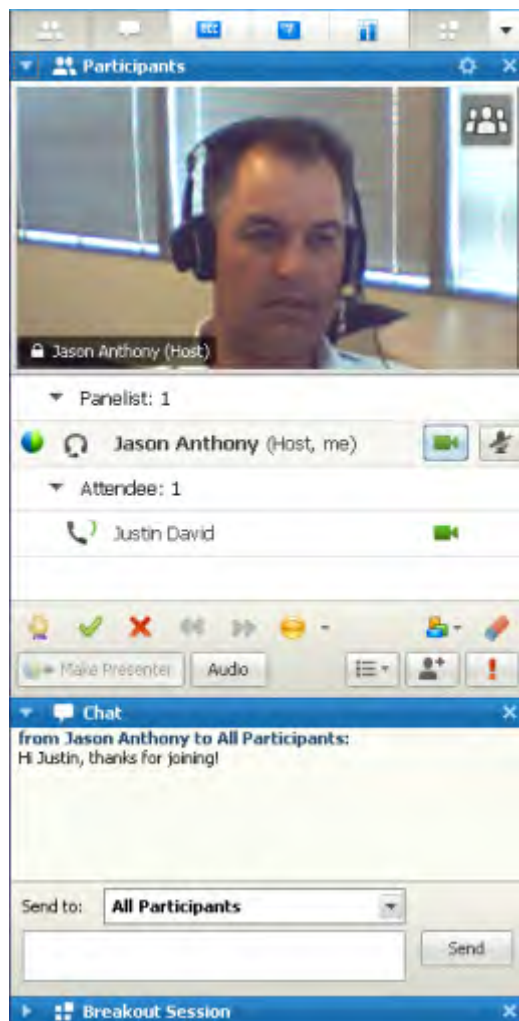 REC
Participants
Jason Anthony (Host)
Panelist: 1
Jason Anthony (Host, me)
Attendee: 1
Justin David
Make Presenter
Audio
Chat
from Jason Anthony to All Participants:
Hi Justin, thanks for joining!
Send to:
All Participants
Send
Breakout Session